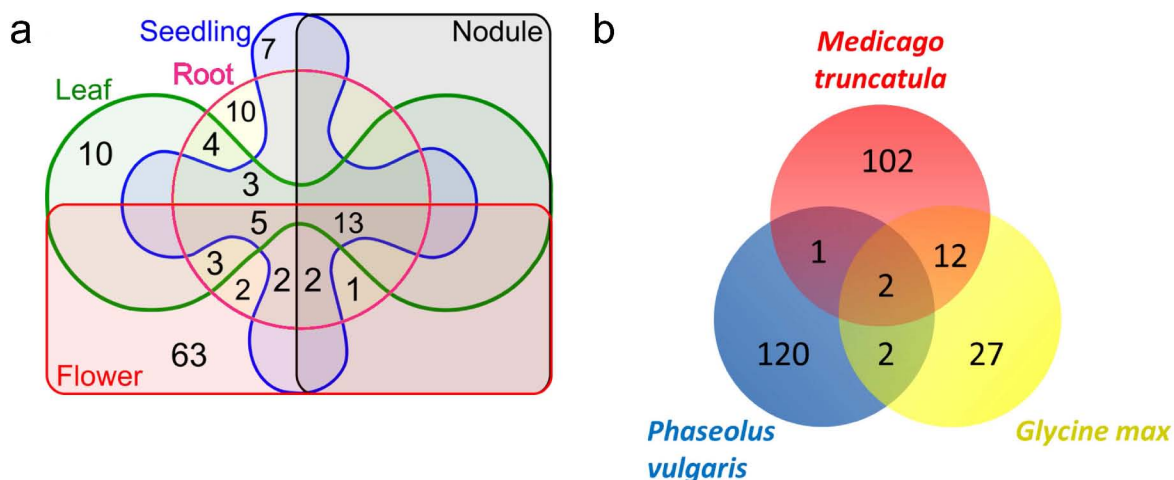 a
Seedling
7
Nodule
Root
Leaf
10
4
10
3
5
13
3
2
2
2
1
63
Flower
b
Medicago
truncatula
102
1
12
2
120
2
27
Phaseolus
vulgaris
Glycine max